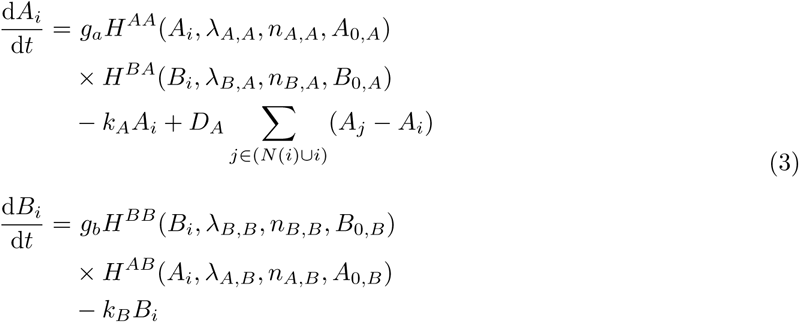 dA_i/dt = g_a H^{AA}(A_i, λ_{A,A}, n_{A,A}, A_{0,A})
× H^{BA}(B_i, λ_{B,A}, n_{B,A}, B_{0,A})
− k_A A_i + D_A ∑_{j∈(N(i)∪i)} (A_j − A_i)
(3)
dB_i/dt = g_b H^{BB}(B_i, λ_{B,B}, n_{B,B}, B_{0,B})
× H^{AB}(A_i, λ_{A,B}, n_{A,B}, A_{0,B})
− k_B B_i